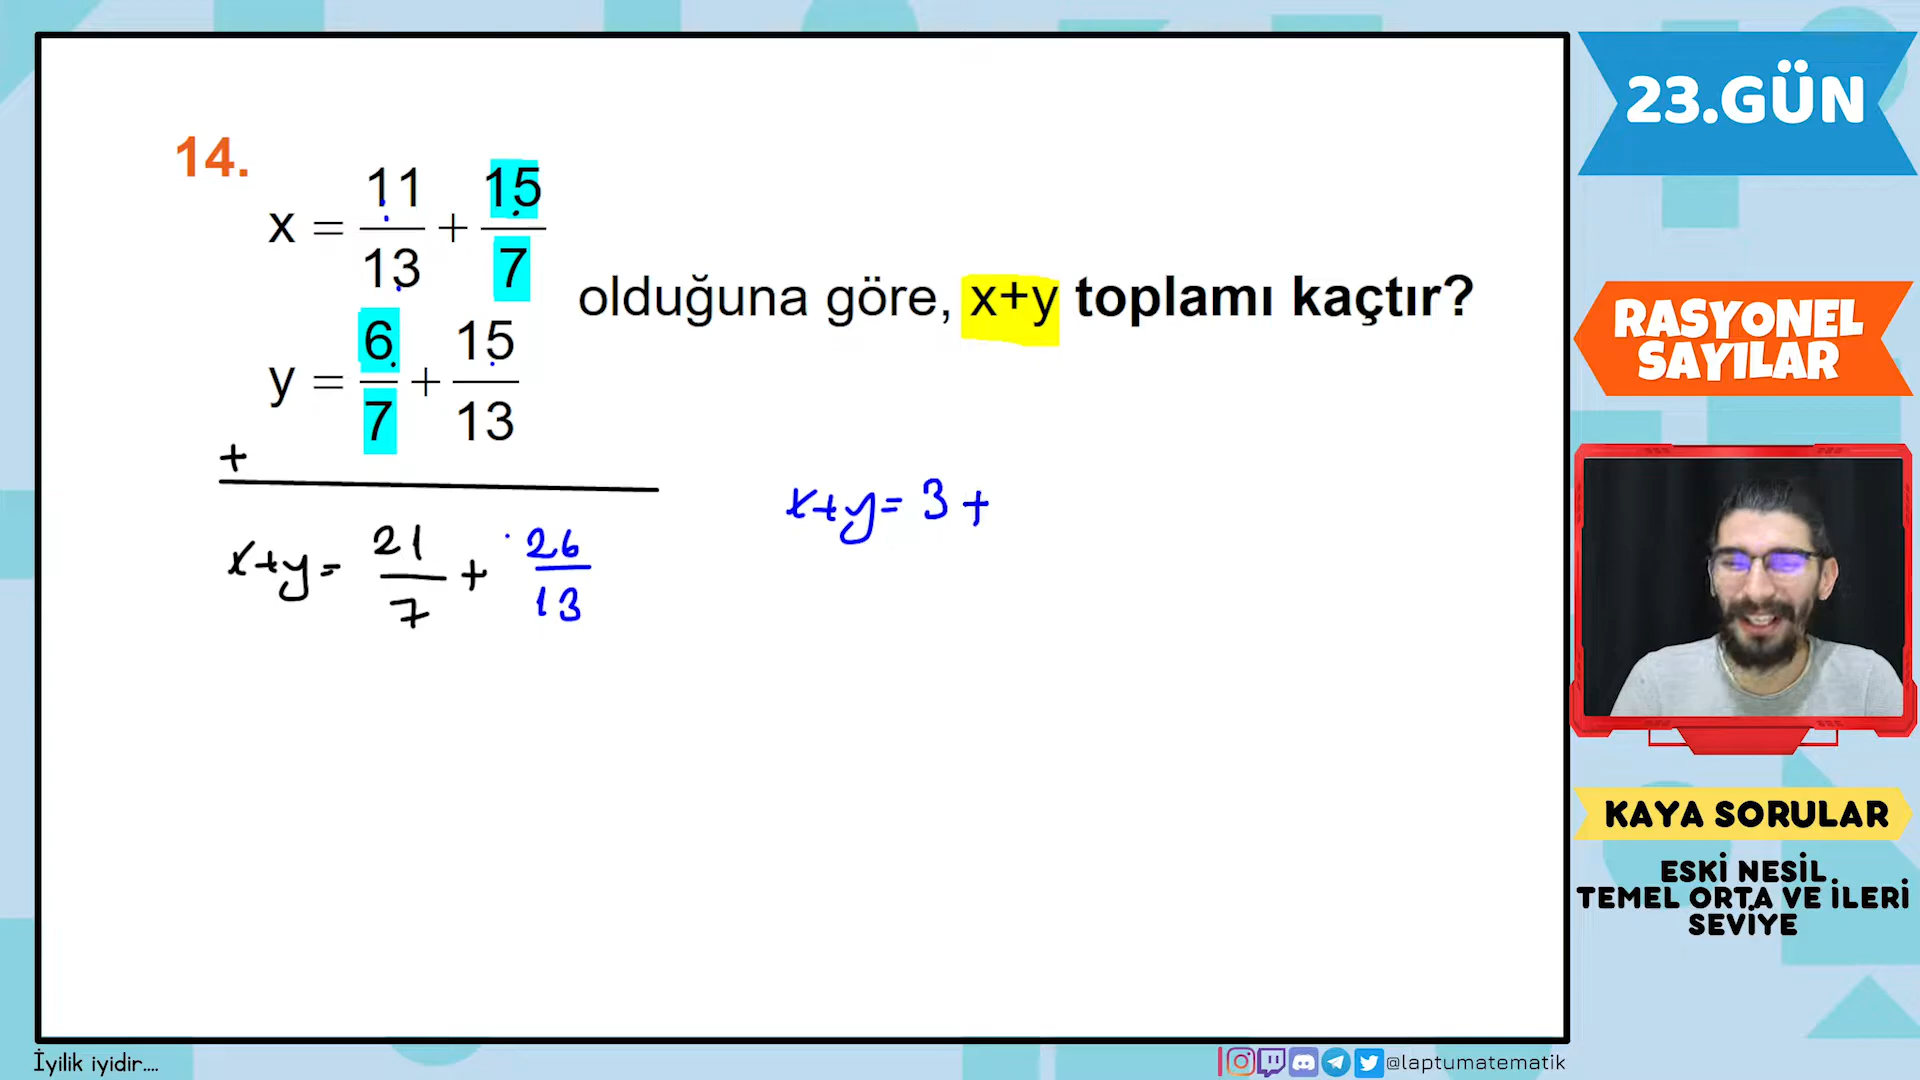 14.
x = 11/13 + 15/7
y = 6/7 + 15/13
olduğuna göre, x+y toplamı kaçtır?
+
x+y= 21/7 + 26/13
x+y= 3 +
23.GÜN
RASYONEL
SAYILAR
KAYA SORULAR
ESKİ NESİL
TEMEL ORTA VE İLERİ
SEVİYE
İyilik iyidir....
@laptumatematik